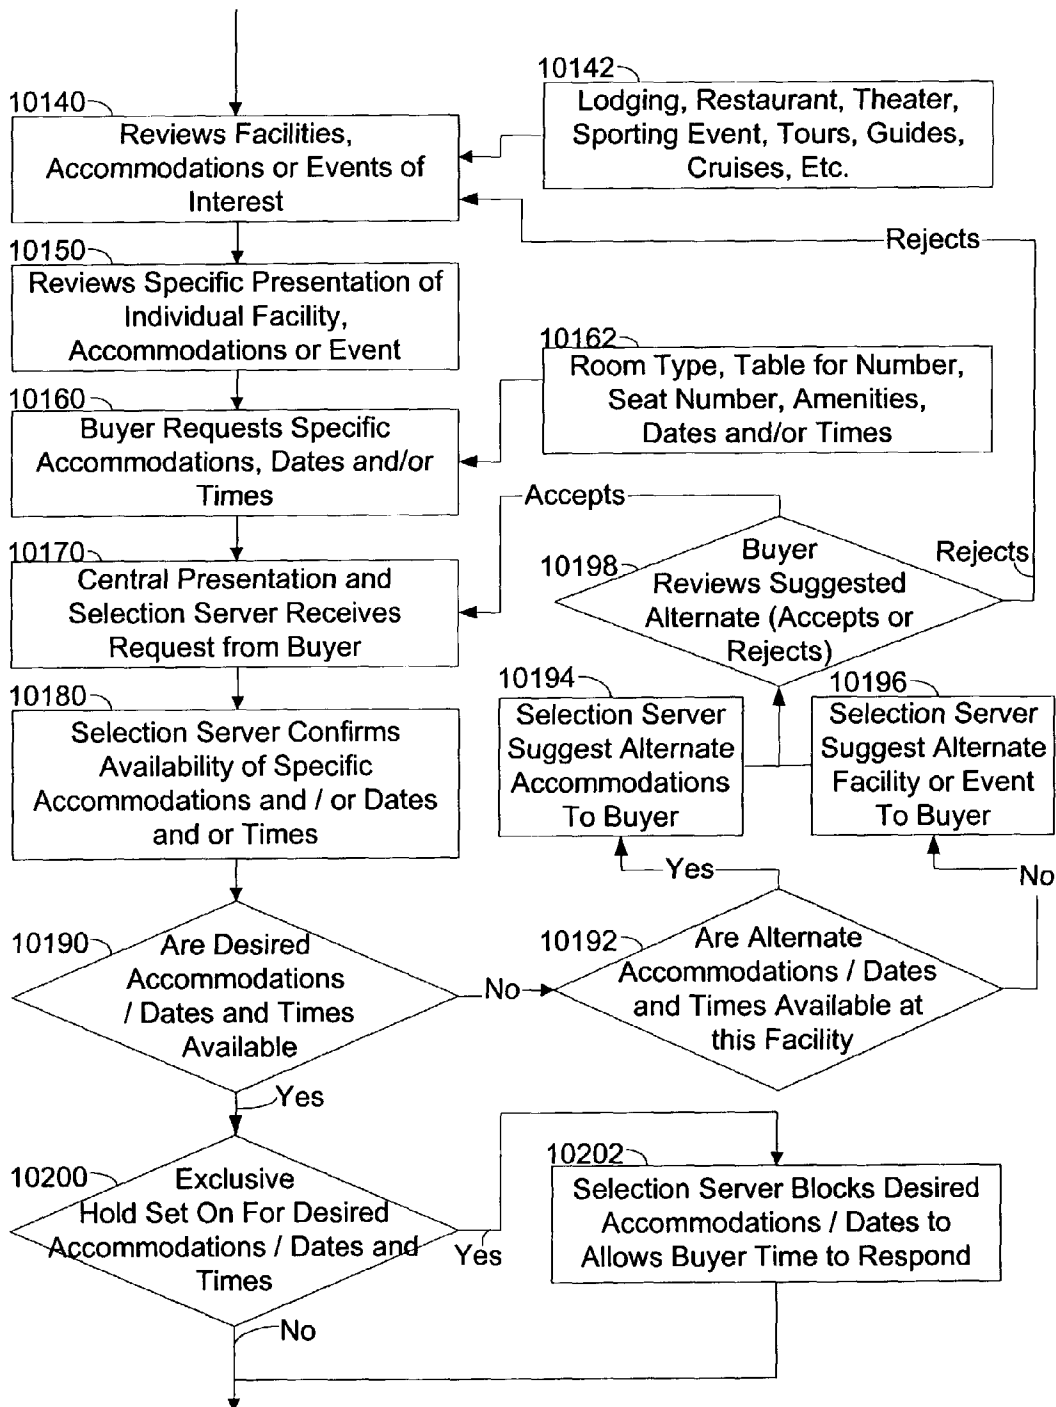 10140
Reviews Facilities,
Accommodations or Events of
Interest
10142
Lodging, Restaurant, Theater,
Sporting Event, Tours, Guides,
Cruises, Etc.
Rejects
10150
Reviews Specific Presentation of
Individual Facility,
Accommodations or Event
10160
Buyer Requests Specific
Accommodations, Dates and/or
Times
10162
Room Type, Table for Number,
Seat Number, Amenities,
Dates and/or Times
Accepts
10170
Central Presentation and
Selection Server Receives
Request from Buyer
10198
Buyer
Reviews Suggested
Alternate (Accepts or
Rejects)
Rejects
10180
Selection Server Confirms
Availability of Specific
Accommodations and / or Dates
and or Times
10194
Selection Server
Suggest Alternate
Accommodations
To Buyer
10196
Selection Server
Suggest Alternate
Facility or Event
To Buyer
Yes
No
10190
Are Desired
Accommodations
/ Dates and Times
Available
No
10192
Are Alternate
Accommodations / Dates
and Times Available at
this Facility
Yes
10200
Exclusive
Hold Set On For Desired
Accommodations / Dates and
Times
Yes
10202
Selection Server Blocks Desired
Accommodations / Dates to
Allows Buyer Time to Respond
No